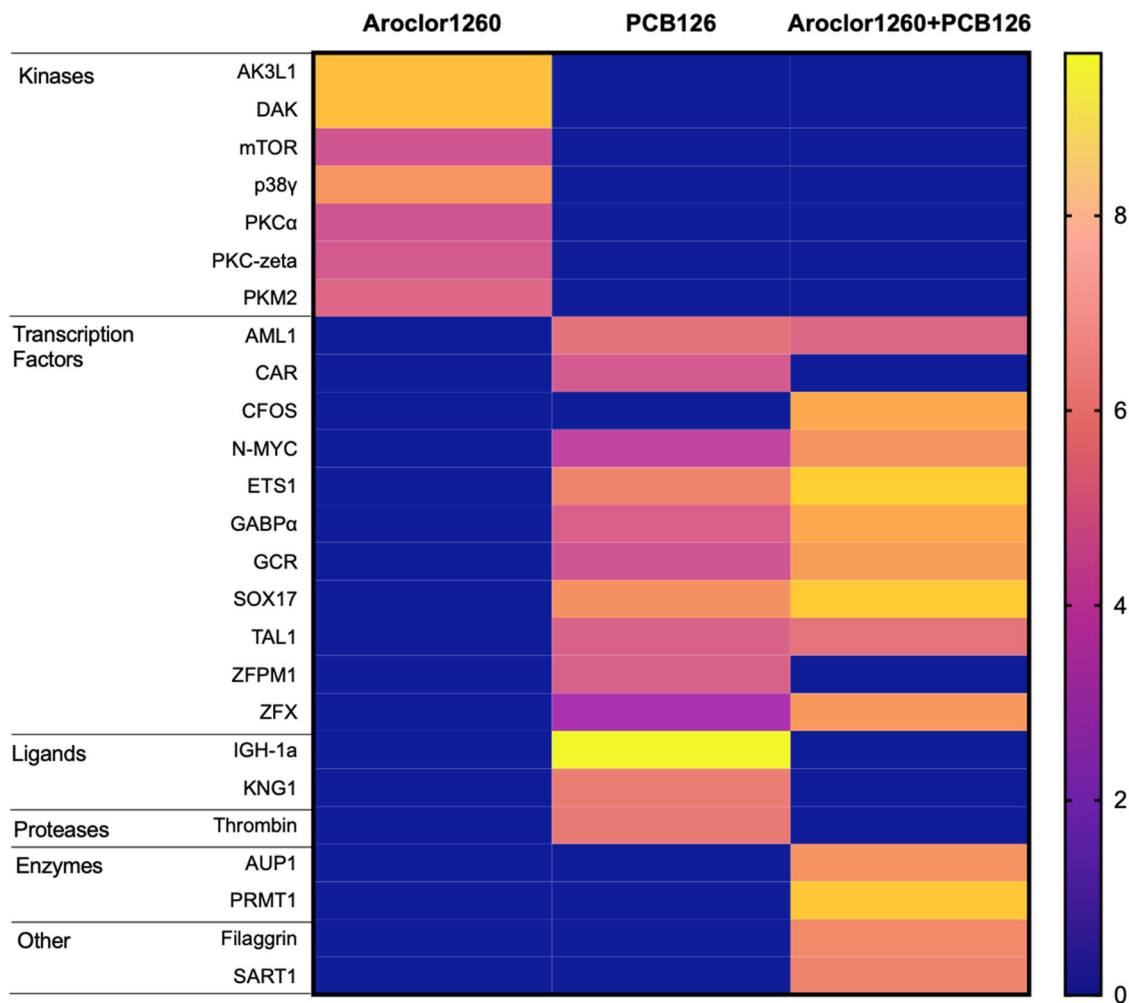 Aroclor1260 PCB126 Aroclor1260+PCB126
Kinases AK3L1
DAK
mTOR
p38γ
PKCα
PKC-zeta
PKM2
Transcription Factors AML1
CAR
CFOS
N-MYC
ETS1
GABPα
GCR
SOX17
TAL1
ZFPM1
ZFX
Ligands IGH-1a
KNG1
Proteases Thrombin
Enzymes AUP1
PRMT1
Other Filaggrin
SART1
8
6
4
2
0